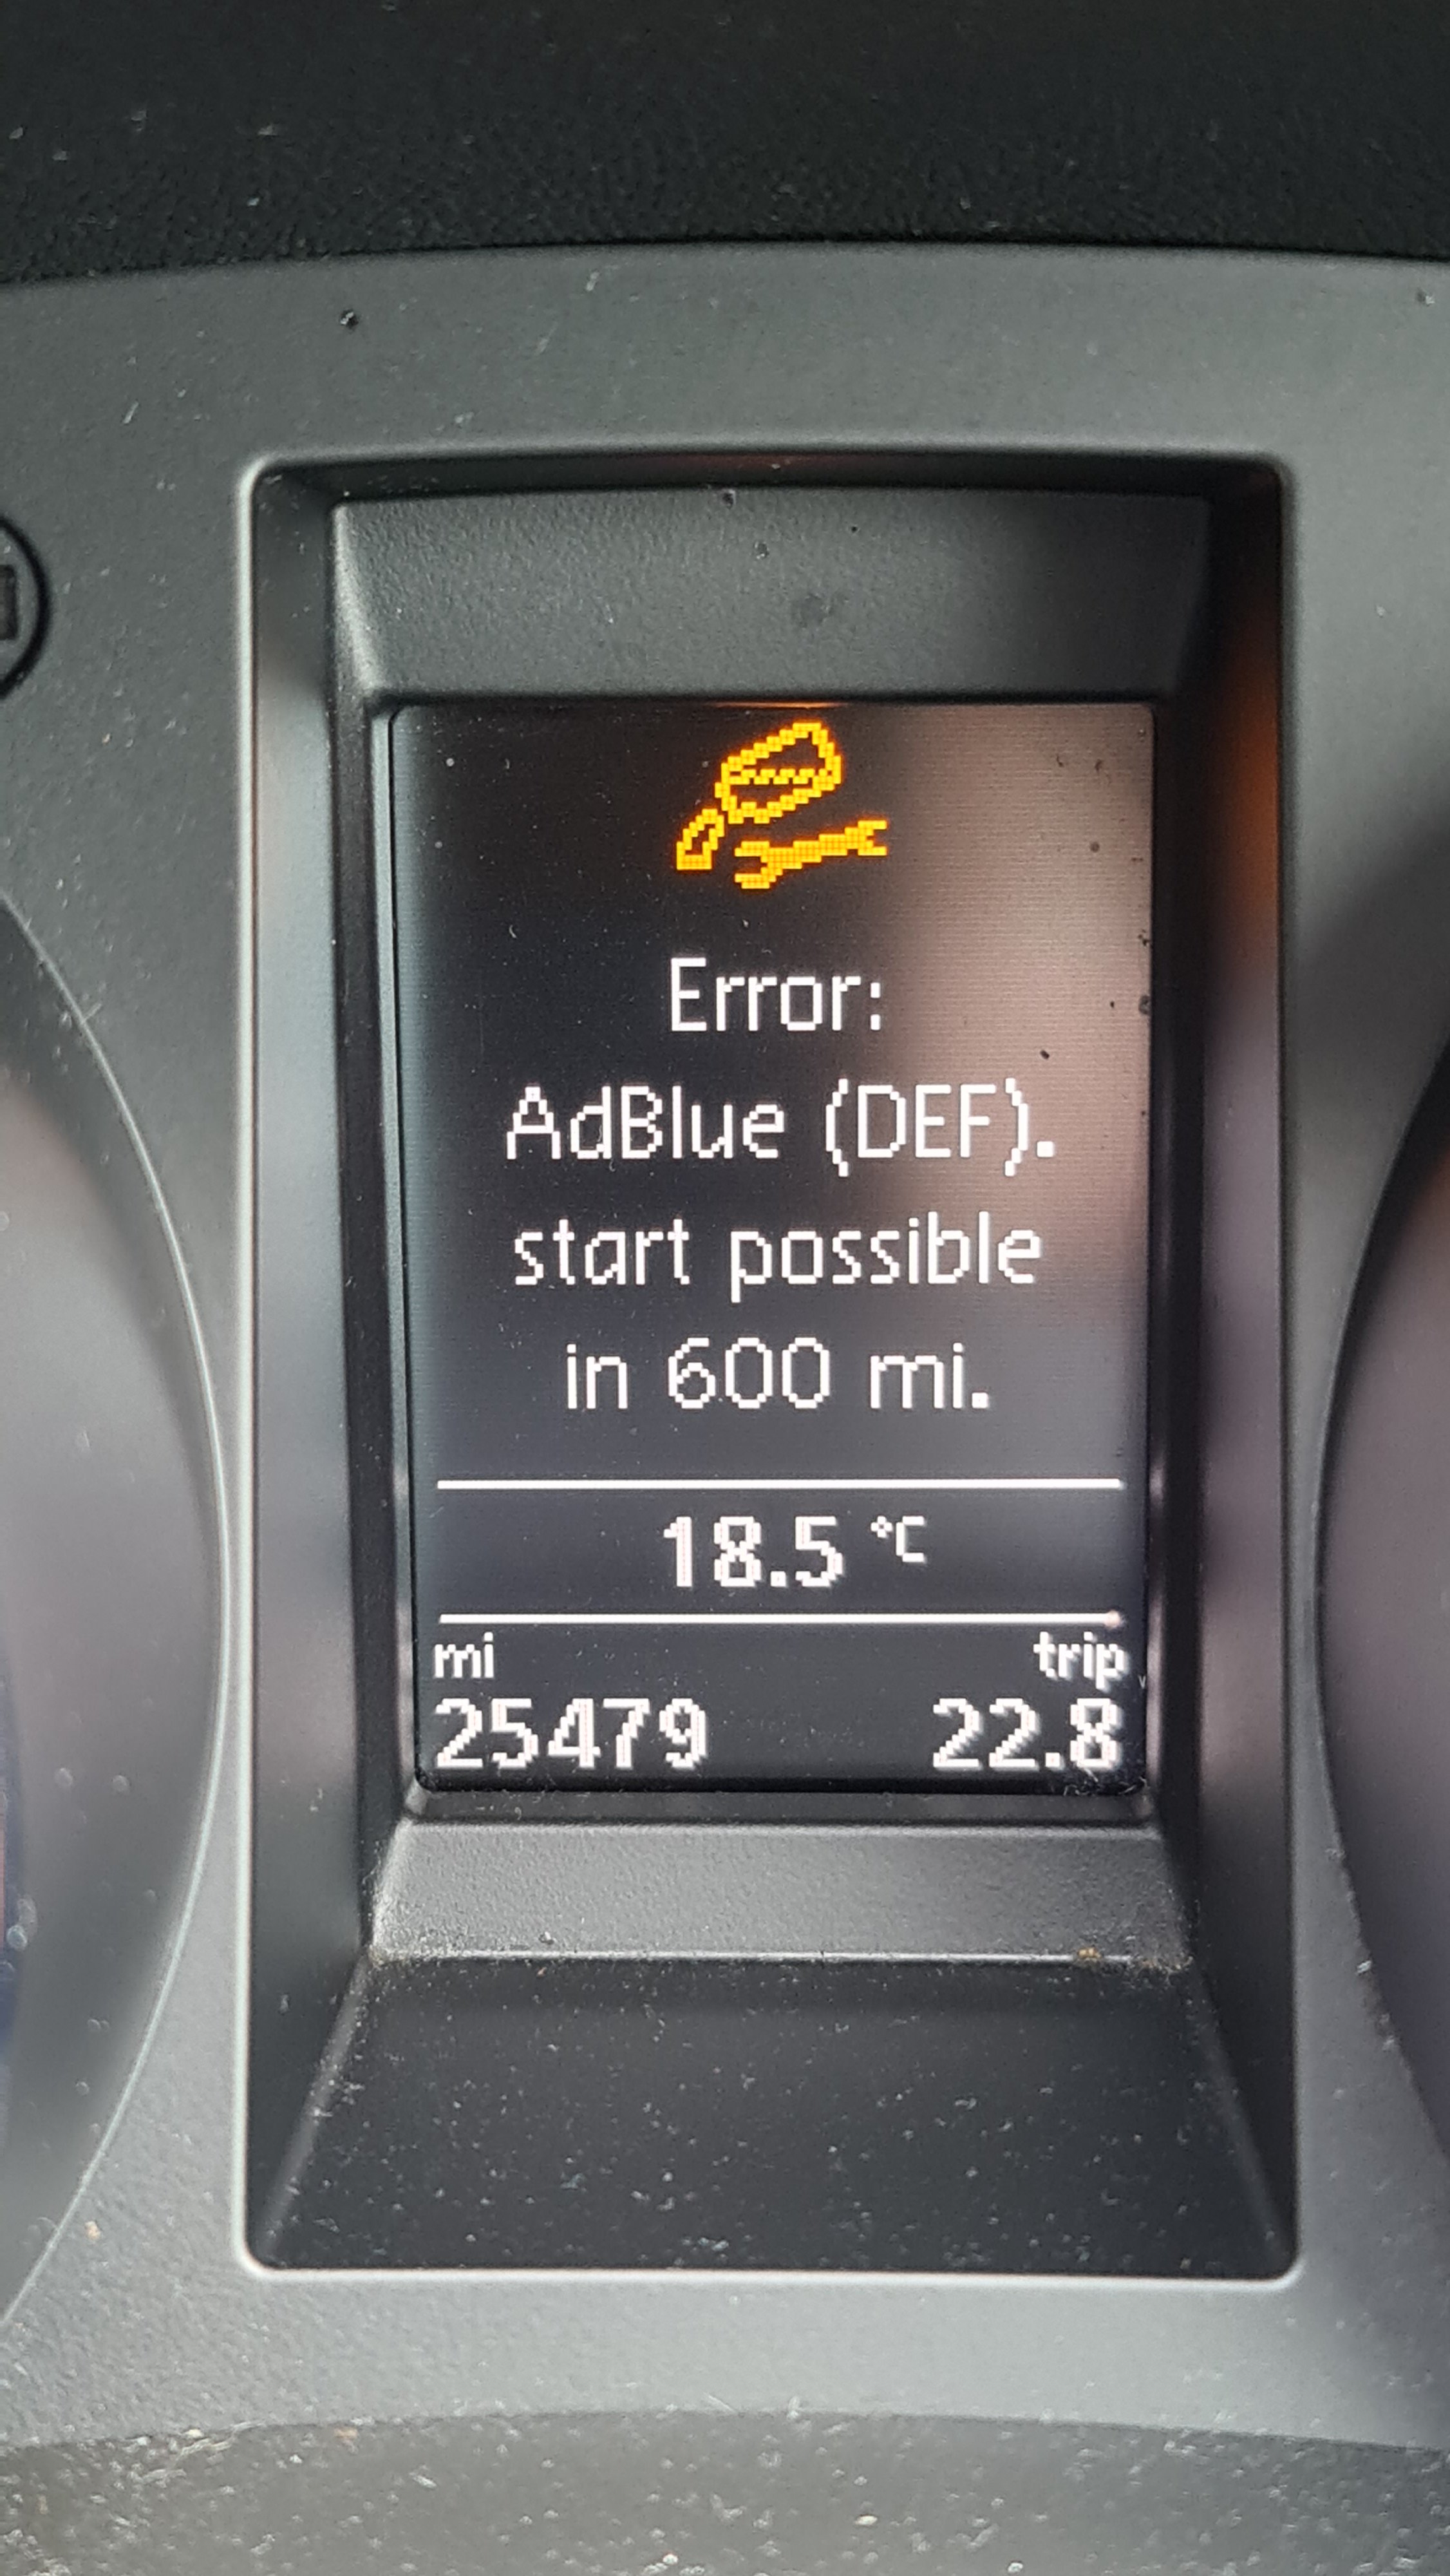 Error:
AdBlue (DEF).
start possible
in 600 mi.
18.5 °C
mi trip
25479 22.8